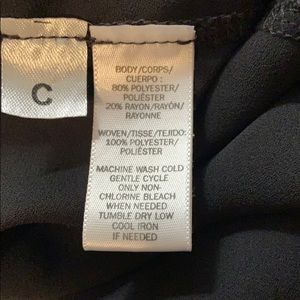 C
BODY/CORPS/
CUERPO:
80% POLYESTER/
POLIÉSTER
20% RAYON/RAYÓN/
RAYONNE
WOVEN/TISSE/TEJIDO:
100% POLYESTER/
POLIÉSTER
MACHINE WASH COLD
GENTLE CYCLE
ONLY NON-
CHLORINE BLEACH
WHEN NEEDED
TUMBLE DRY LOW
COOL IRON
IF NEEDED